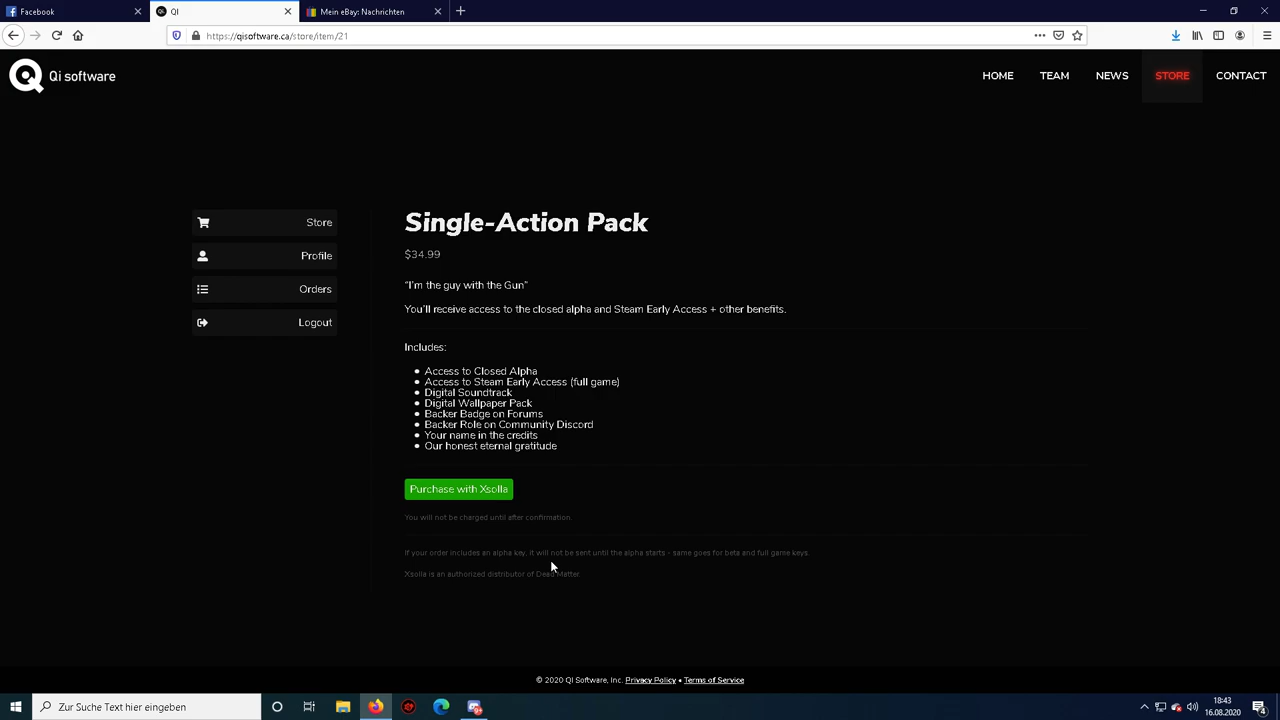 Facebook
QI
Mein eBay: Nachrichten
https://qisoftware.ca/store/item/21
Qi software
HOME
TEAM
NEWS
STORE
CONTACT
Store
Profile
Orders
Logout
Single-Action Pack
$34.99
“I’m the guy with the Gun”
You’ll receive access to the closed alpha and Steam Early Access + other benefits.
Includes:
Access to Closed Alpha
Access to Steam Early Access (full game)
Digital Soundtrack
Digital Wallpaper Pack
Backer Badge on Forums
Backer Role on Community Discord
Your name in the credits
Our honest eternal gratitude
Purchase with Xsolla
You will not be charged until after confirmation.
If your order includes an alpha key, it will not be sent until the alpha starts - same goes for beta and full game keys.
Xsolla is an authorized distributor of Dead Matter
© 2020 QI Software, Inc. Privacy Policy • Terms of Service
Zur Suche Text hier eingeben
18:43
16.08.2020
4